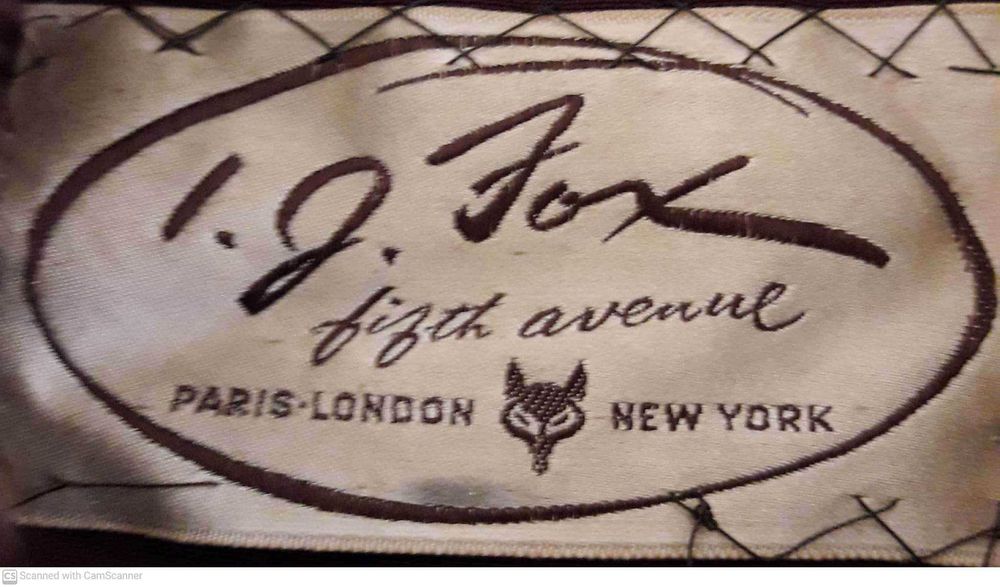 I. J. Fox
fifth avenue
PARIS·LONDON NEW YORK
CS Scanned with CamScanner